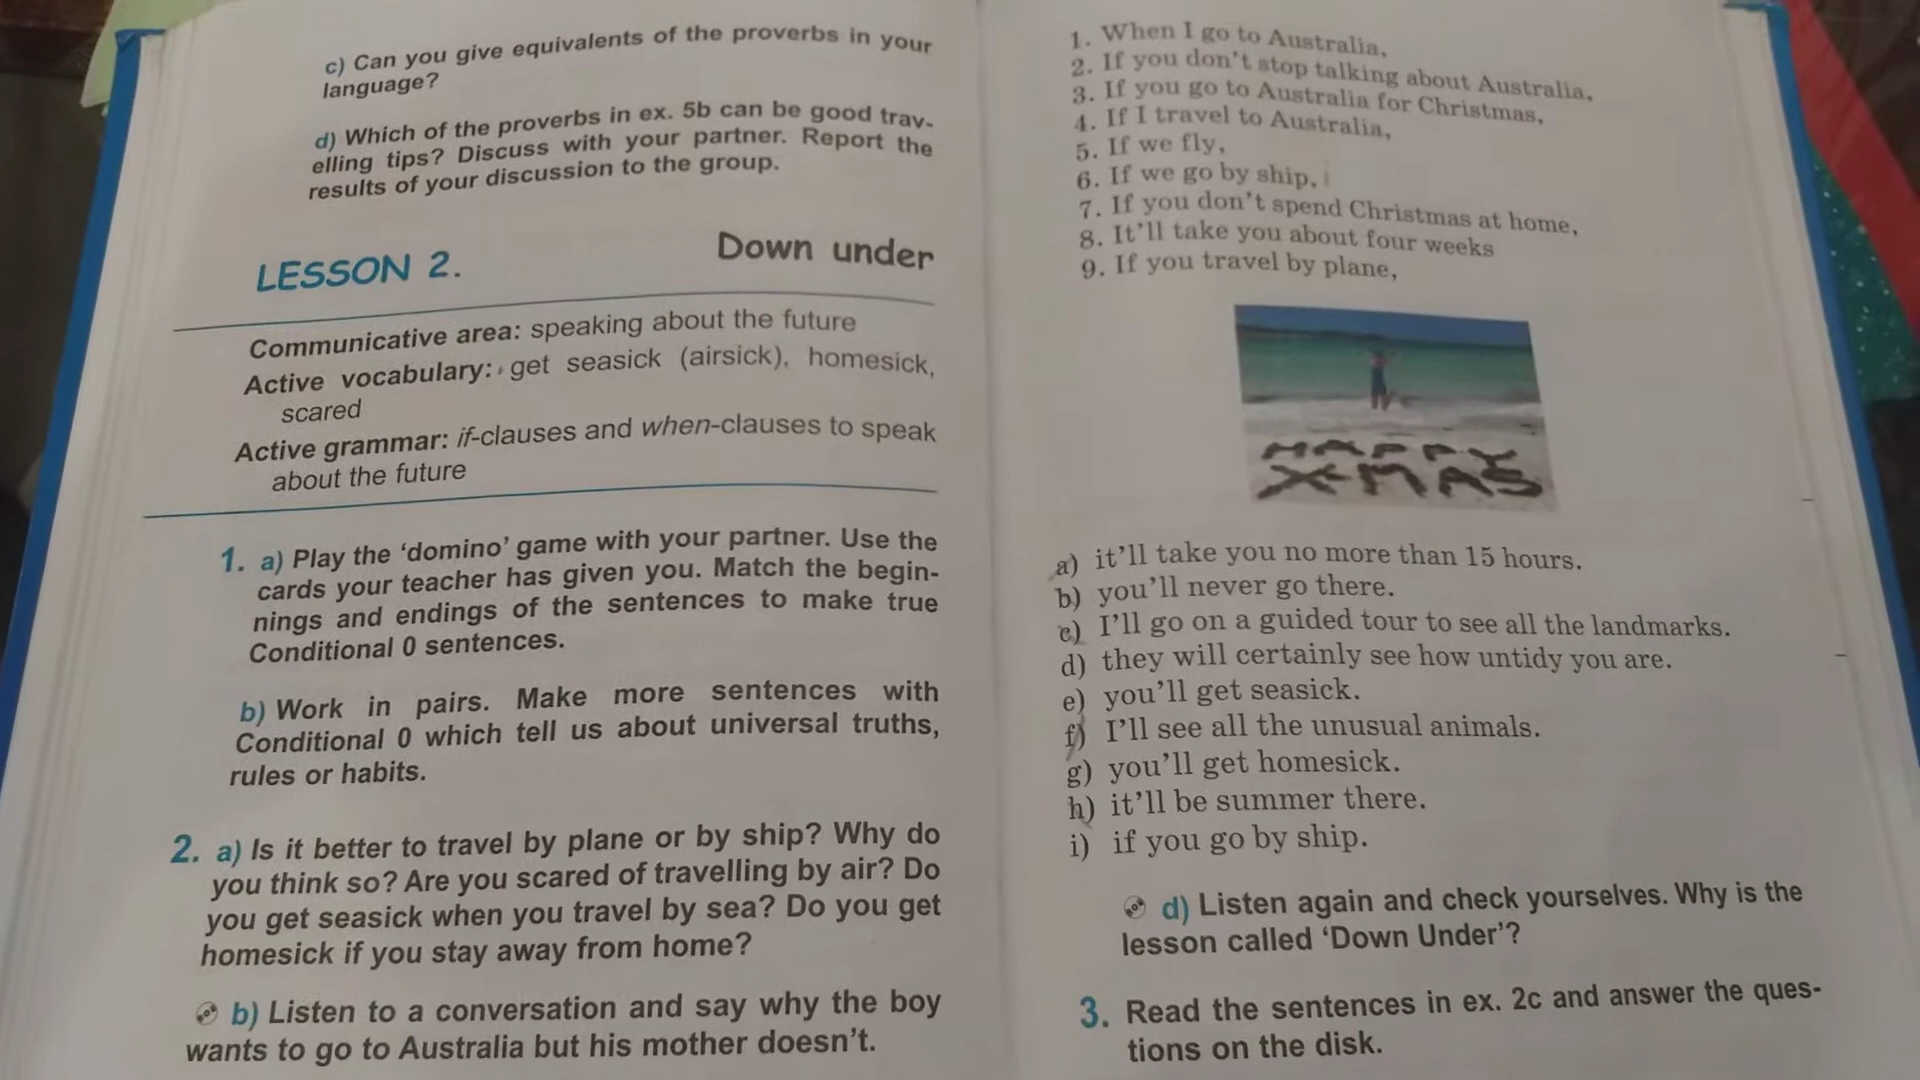 c) Can you give equivalents of the proverbs in your
language?
d) Which of the proverbs in ex. 5b can be good trav-
elling tips? Discuss with your partner. Report the
results of your discussion to the group.
LESSON 2.
Down under
Communicative area: speaking about the future
Active vocabulary: get seasick (airsick), homesick,
scared
Active grammar: if-clauses and when-clauses to speak
about the future
1. a) Play the ‘domino’ game with your partner. Use the
cards your teacher has given you. Match the begin-
nings and endings of the sentences to make true
Conditional 0 sentences.
b) Work in pairs. Make more sentences with
Conditional 0 which tell us about universal truths,
rules or habits.
2. a) Is it better to travel by plane or by ship? Why do
you think so? Are you scared of travelling by air? Do
you get seasick when you travel by sea? Do you get
homesick if you stay away from home?
b) Listen to a conversation and say why the boy
wants to go to Australia but his mother doesn’t.
1. When I go to Australia,
2. If you don’t stop talking about Australia,
3. If you go to Australia for Christmas,
4. If I travel to Australia,
5. If we fly,
6. If we go by ship,
7. If you don’t spend Christmas at home,
8. It’ll take you about four weeks
9. If you travel by plane,
HAPPY
X-MAS
a) it’ll take you no more than 15 hours.
b) you’ll never go there.
c) I’ll go on a guided tour to see all the landmarks.
d) they will certainly see how untidy you are.
e) you’ll get seasick.
f) I’ll see all the unusual animals.
g) you’ll get homesick.
h) it’ll be summer there.
i) if you go by ship.
d) Listen again and check yourselves. Why is the
lesson called ‘Down Under’?
3. Read the sentences in ex. 2c and answer the ques-
tions on the disk.